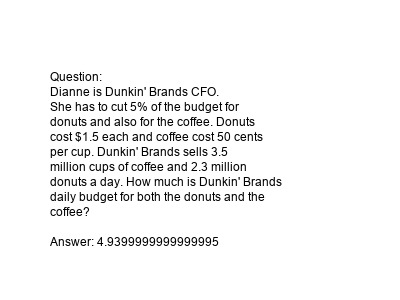 Question:
Dianne is Dunkin' Brands CFO.
She has to cut 5% of the budget for
donuts and also for the coffee. Donuts
cost $1.5 each and coffee cost 50 cents
per cup. Dunkin' Brands sells 3.5
million cups of coffee and 2.3 million
donuts a day. How much is Dunkin' Brands
daily budget for both the donuts and the
coffee?
Answer: 4.9399999999999995